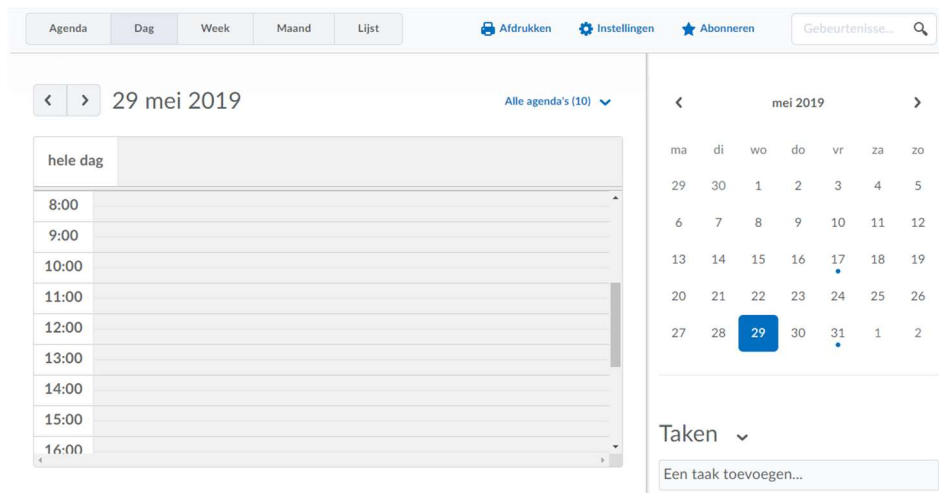 Agenda Dag Week Maand Lijst Afdrukken Instellingen Abonneren Gebeurtenisse...
29 mei 2019 Alle agenda's (10)
hele dag
8:00
9:00
10:00
11:00
12:00
13:00
14:00
15:00
16:00
mei 2019
ma di wo do vr za zo
29 30 1 2 3 4 5
6 7 8 9 10 11 12
13 14 15 16 17 18 19
20 21 22 23 24 25 26
27 28 29 30 31 1 2
Taken
Een taak toevoegen...